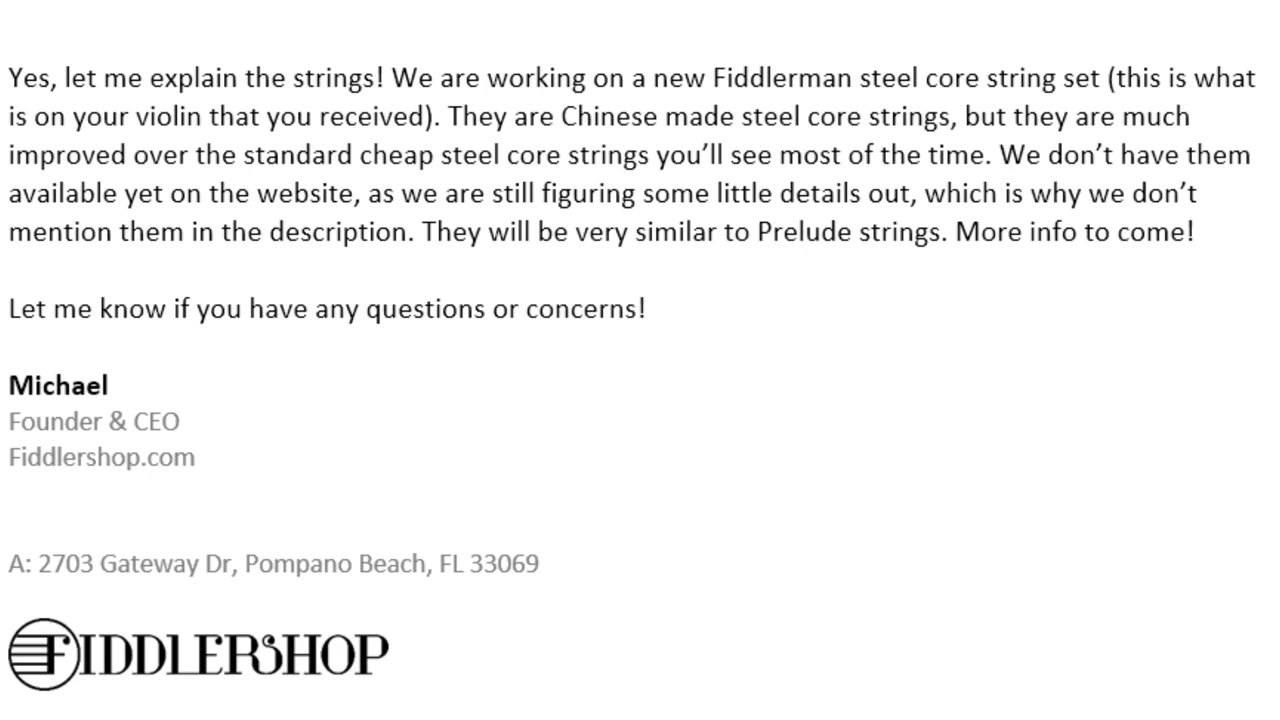 Yes, let me explain the strings! We are working on a new Fiddlerman steel core string set (this is what
is on your violin that you received). They are Chinese made steel core strings, but they are much
improved over the standard cheap steel core strings you’ll see most of the time. We don’t have them
available yet on the website, as we are still figuring some little details out, which is why we don’t
mention them in the description. They will be very similar to Prelude strings. More info to come!
Let me know if you have any questions or concerns!
Michael
Founder & CEO
Fiddlershop.com
A: 2703 Gateway Dr, Pompano Beach, FL 33069
FIDDLERSHOP